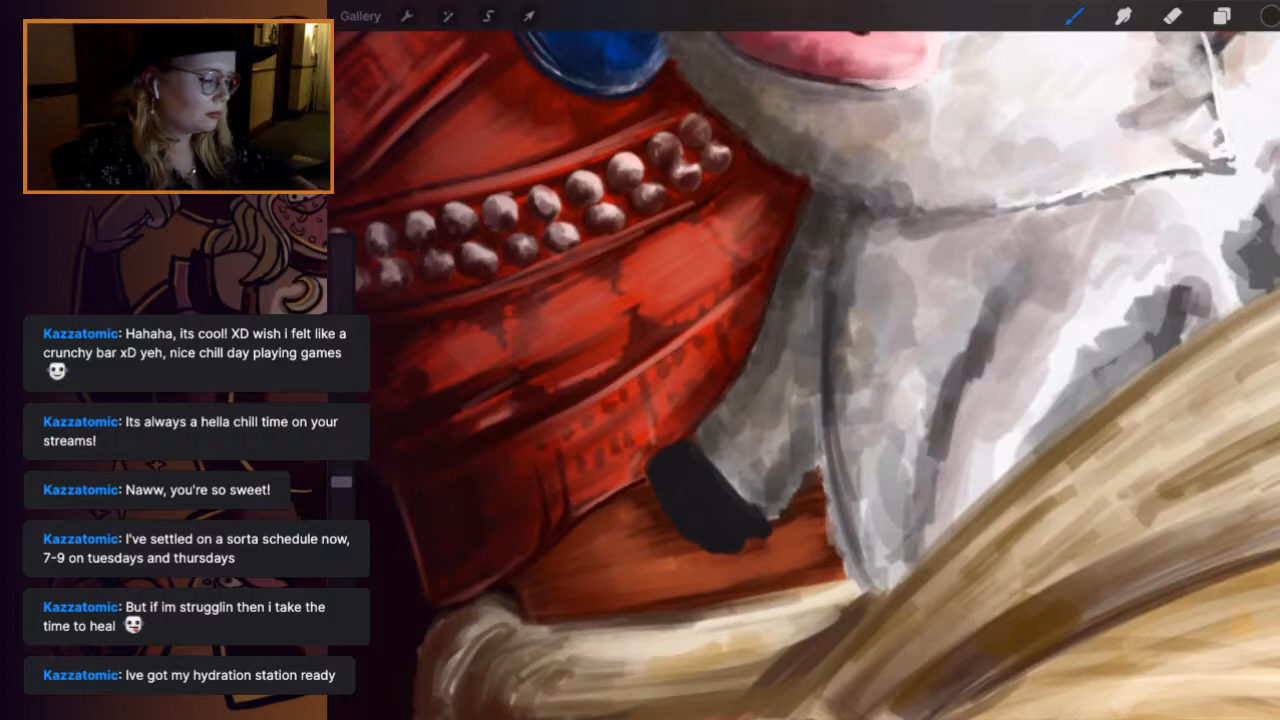 Gallery
Kazzatomic: Hahaha, its cool! XD wish i felt like a
crunchy bar xD yeh, nice chill day playing games
Kazzatomic: Its always a hella chill time on your
streams!
Kazzatomic: Naww, you're so sweet!
Kazzatomic: I've settled on a sorta schedule now,
7-9 on tuesdays and thursdays
Kazzatomic: But if im strugglin then i take the
time to heal
Kazzatomic: Ive got my hydration station ready